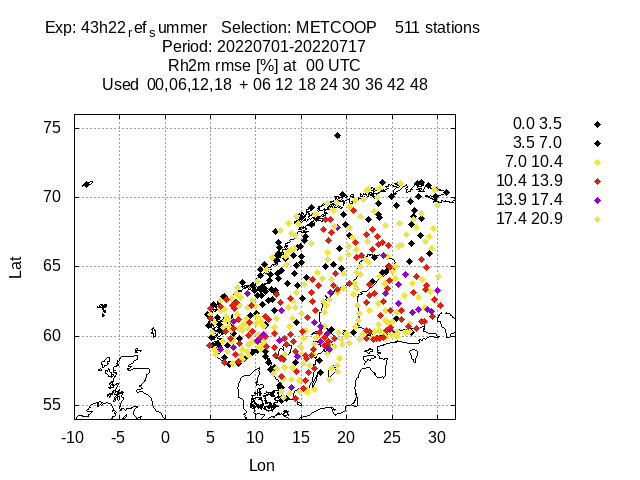 Exp: 43h22ref summer   Selection: METCOOP    511 stations
Period: 20220701-20220717
Rh2m rmse [%] at  00 UTC
Used  00,06,12,18  + 06 12 18 24 30 36 42 48
0.0 3.5
3.5 7.0
7.0 10.4
10.4 13.9
13.9 17.4
17.4 20.9
75
70
65
60
55
Lat
-10 -5 0 5 10 15 20 25 30
Lon